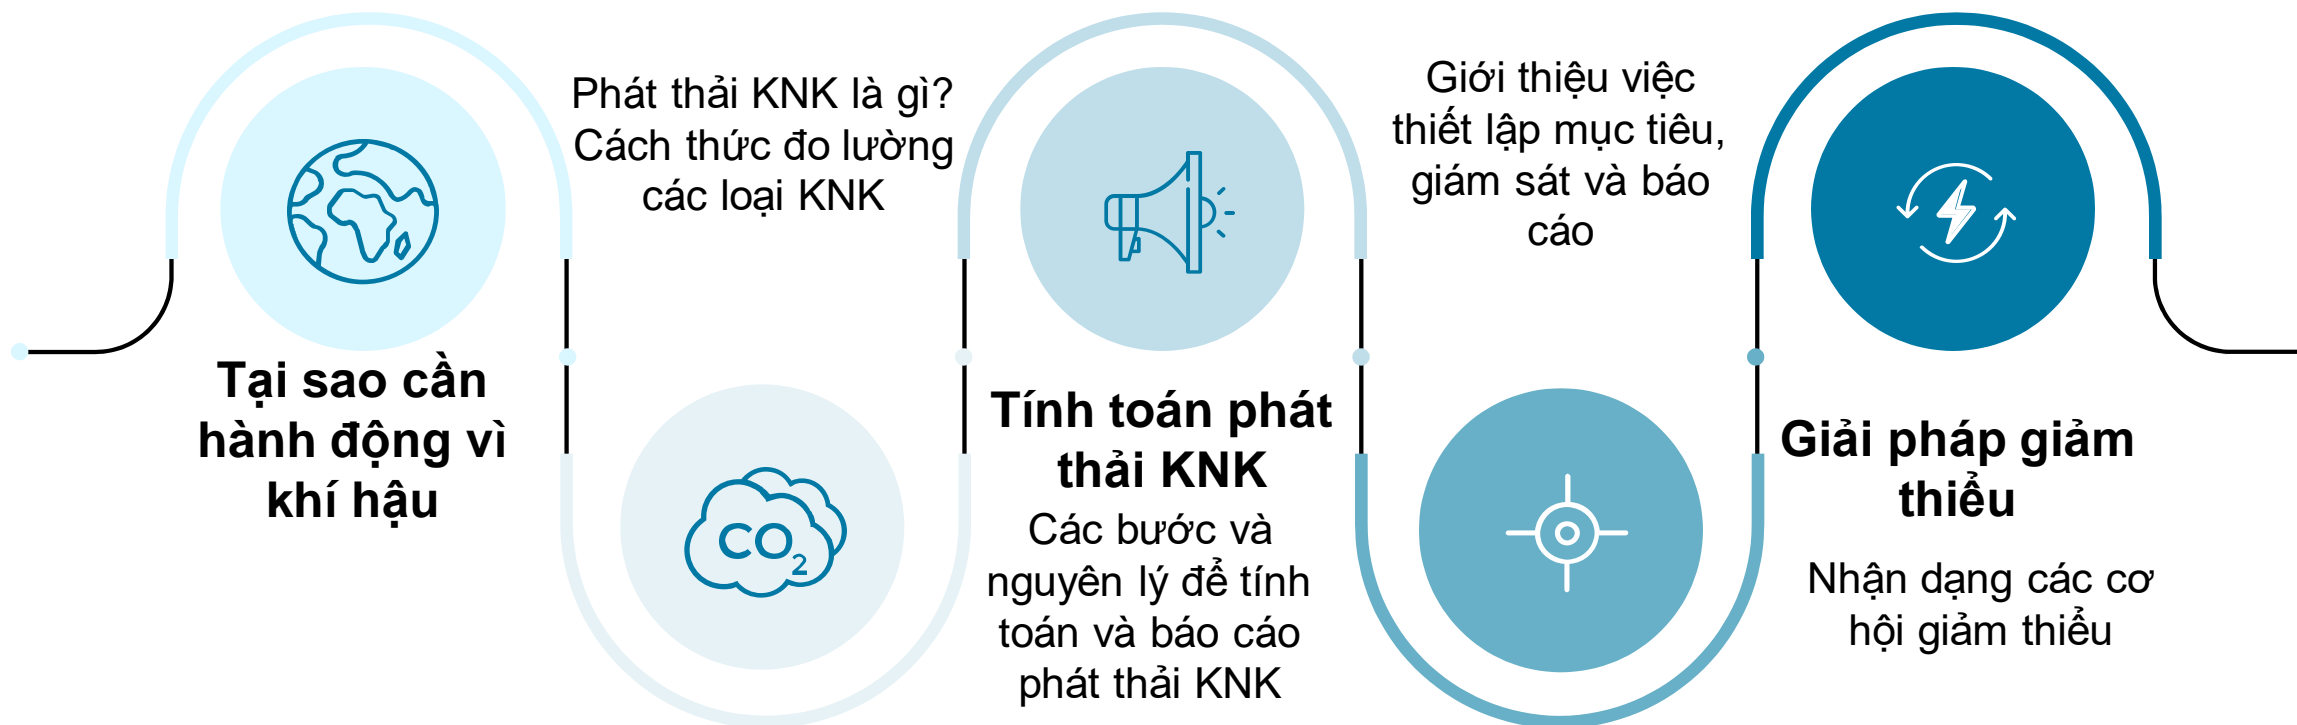 Tại sao cần
hành động vì
khí hậu
Phát thải KNK là gì?
Cách thức đo lường
các loại KNK
CO2
Tính toán phát
thải KNK
Các bước và
nguyên lý để tính
toán và báo cáo
phát thải KNK
Giới thiệu việc
thiết lập mục tiêu,
giám sát và báo
cáo
Giải pháp giảm
thiểu
Nhận dạng các cơ
hội giảm thiểu